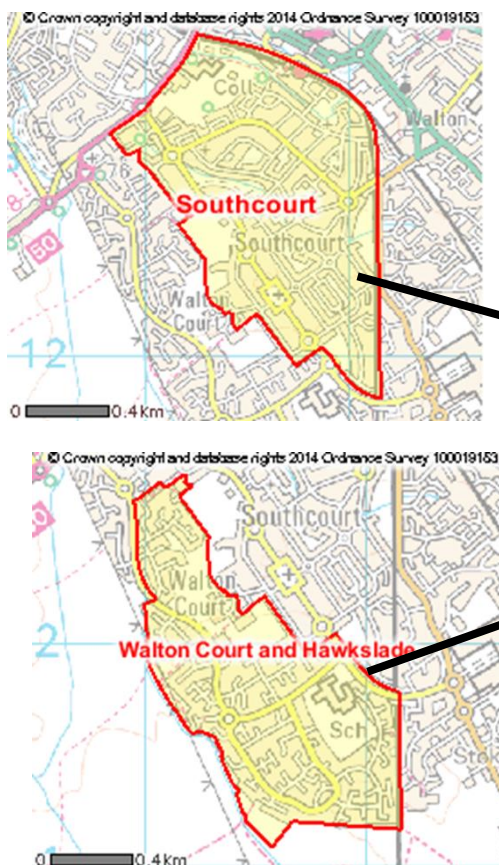 © Crown copyright and database rights 2014 Ordnance Survey 100019153
Coll
Walton
Southcourt
Southcourt
50
Walton
Court
12
0 0.4km
© Crown copyright and database rights 2014 Ordnance Survey 100019153
Southcourt
Walton
Court
2
Walton Court and Hawkslade
Sch
Stok
0 0.4km